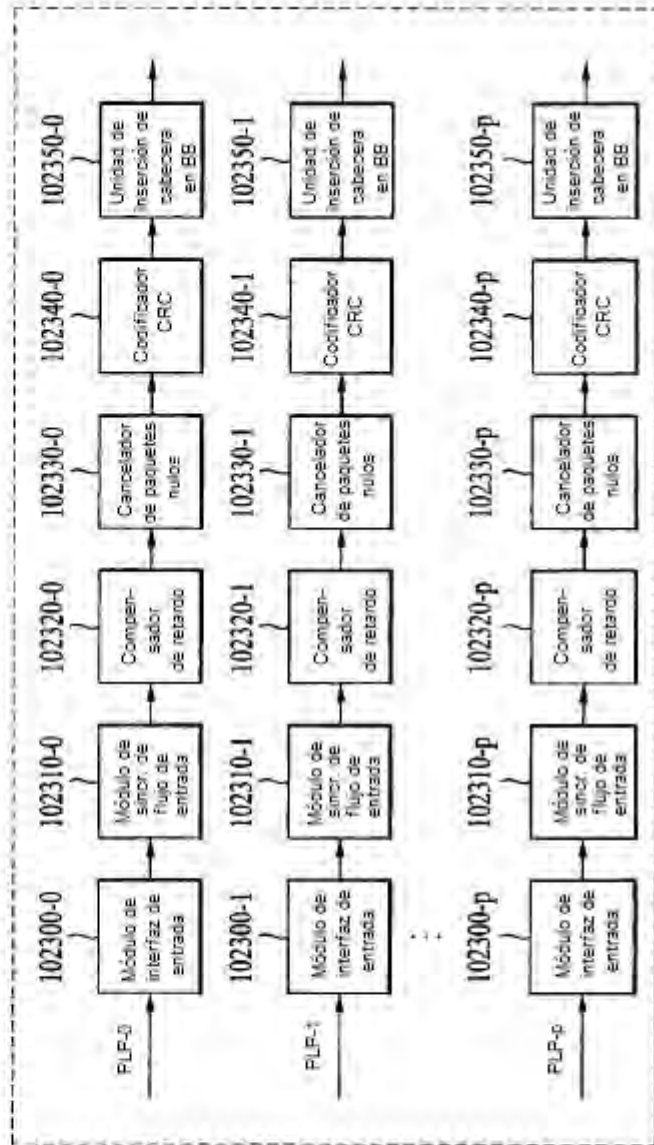 102300-0
102310-0
102320-0
102330-0
102340-0
102350-0
PLP-0
Módulo de
interfaz de
entrada
Módulo de
sincr. de
flujo de
entrada
Compen-
sador
de retardo
Cancelador
de paquetes
nulos
Codificador
CRC
Unidad de
inserción de
cabecera
en BB
102300-1
102310-1
102320-1
102330-1
102340-1
102350-1
PLP-1
Módulo de
interfaz de
entrada
Módulo de
sincr. de
flujo de
entrada
Compen-
sador
de retardo
Cancelador
de paquetes
nulos
Codificador
CRC
Unidad de
inserción de
cabecera
en BB
102300-p
102310-p
102320-p
102330-p
102340-p
102350-p
PLP-p
Módulo de
interfaz de
entrada
Módulo de
sincr. de
flujo de
entrada
Compen-
sador
de retardo
Cancelador
de paquetes
nulos
Codificador
CRC
Unidad de
inserción de
cabecera
en BB